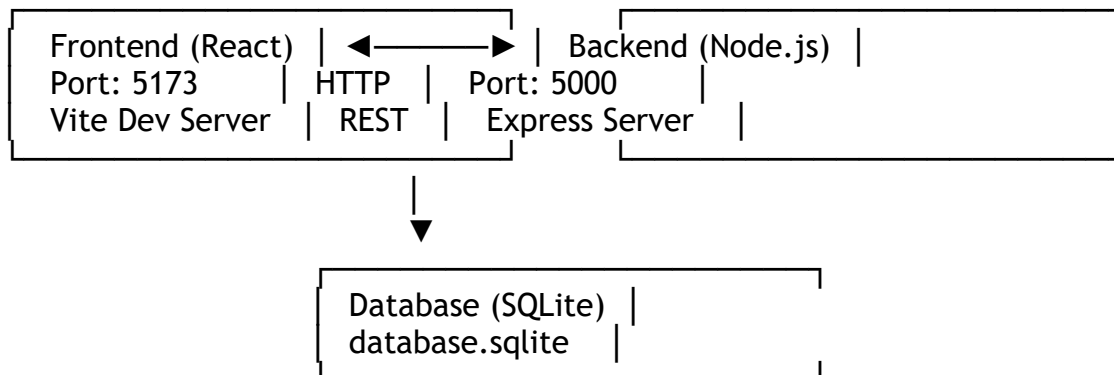 Frontend (React) │ ◄────► │ Backend (Node.js) │
Port: 5173 │ HTTP │ Port: 5000 │
Vite Dev Server │ REST │ Express Server │
Database (SQLite) │
database.sqlite │